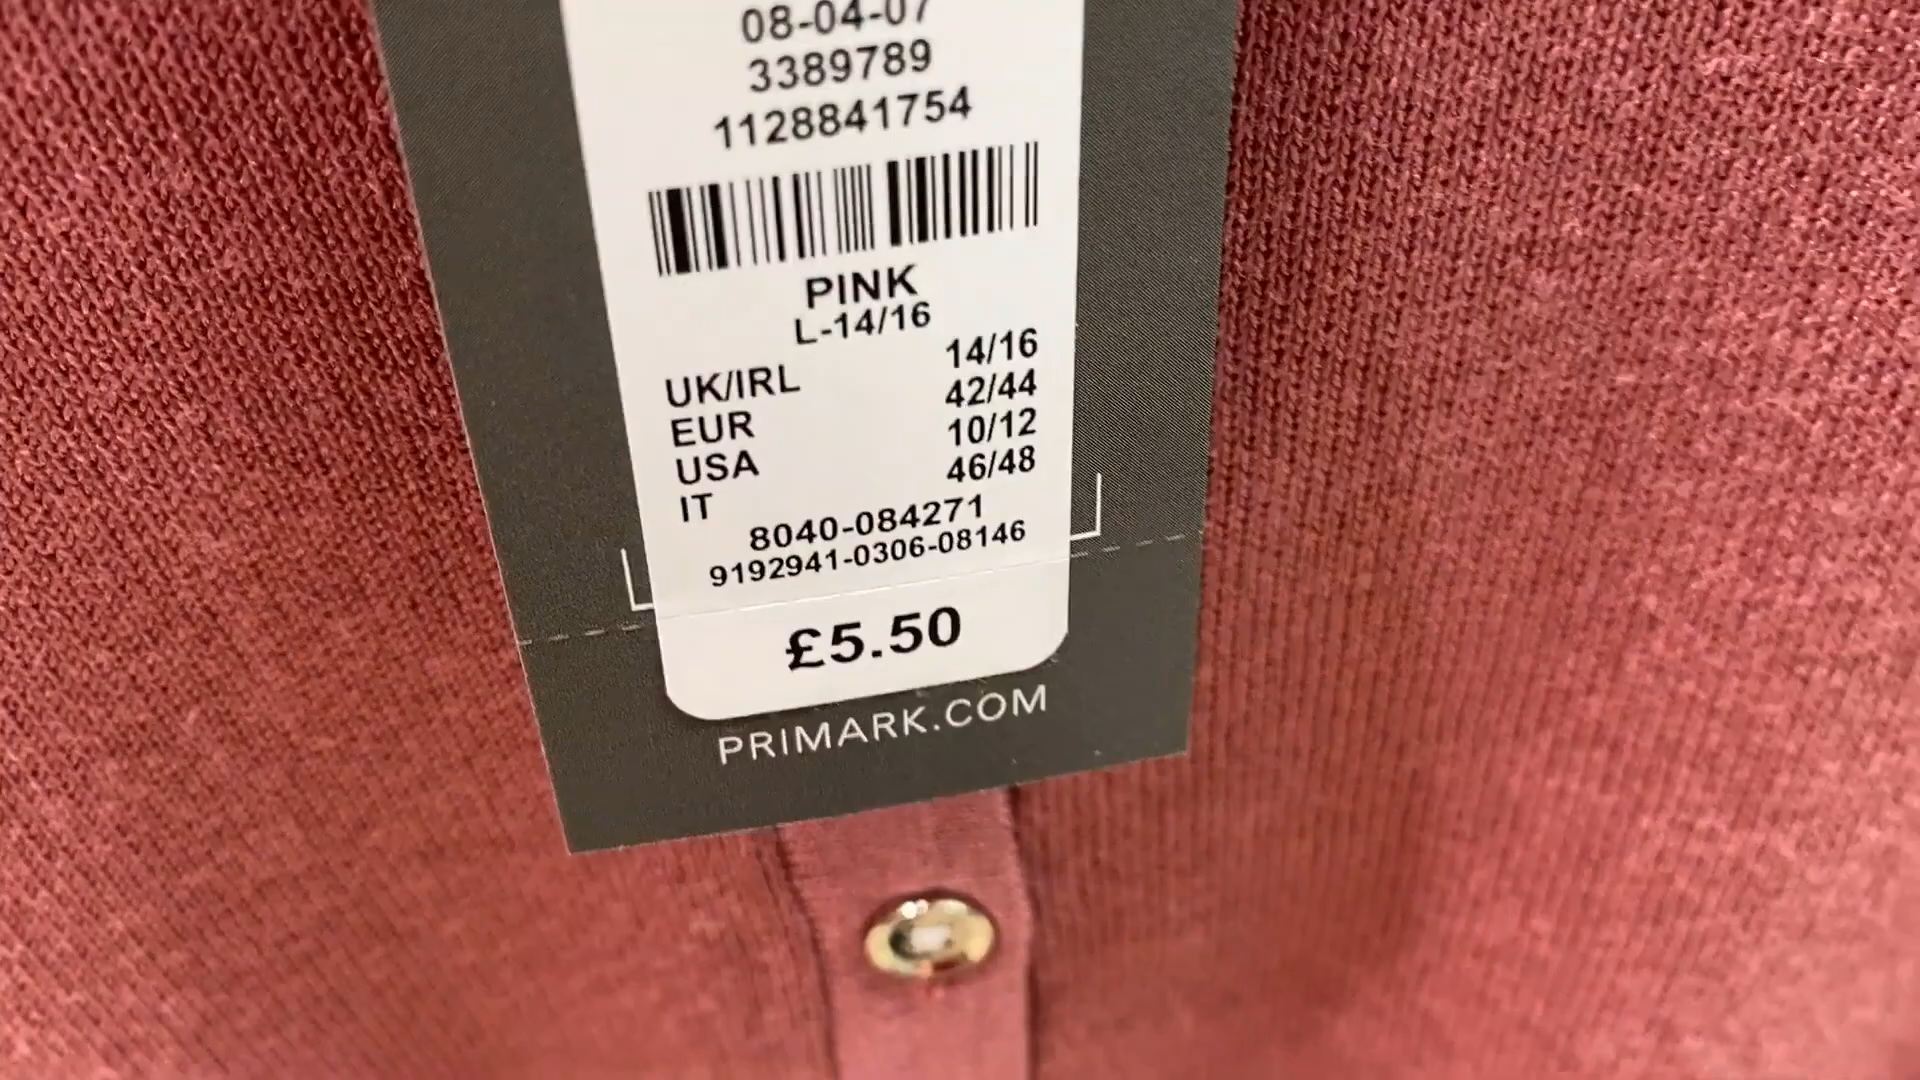 08-04-07
3389789
1128841754
PINK
L-14/16
UK/IRL 14/16
EUR 42/44
USA 10/12
IT 46/48
8040-084271
9192941-0306-08146
£5.50
PRIMARK.COM